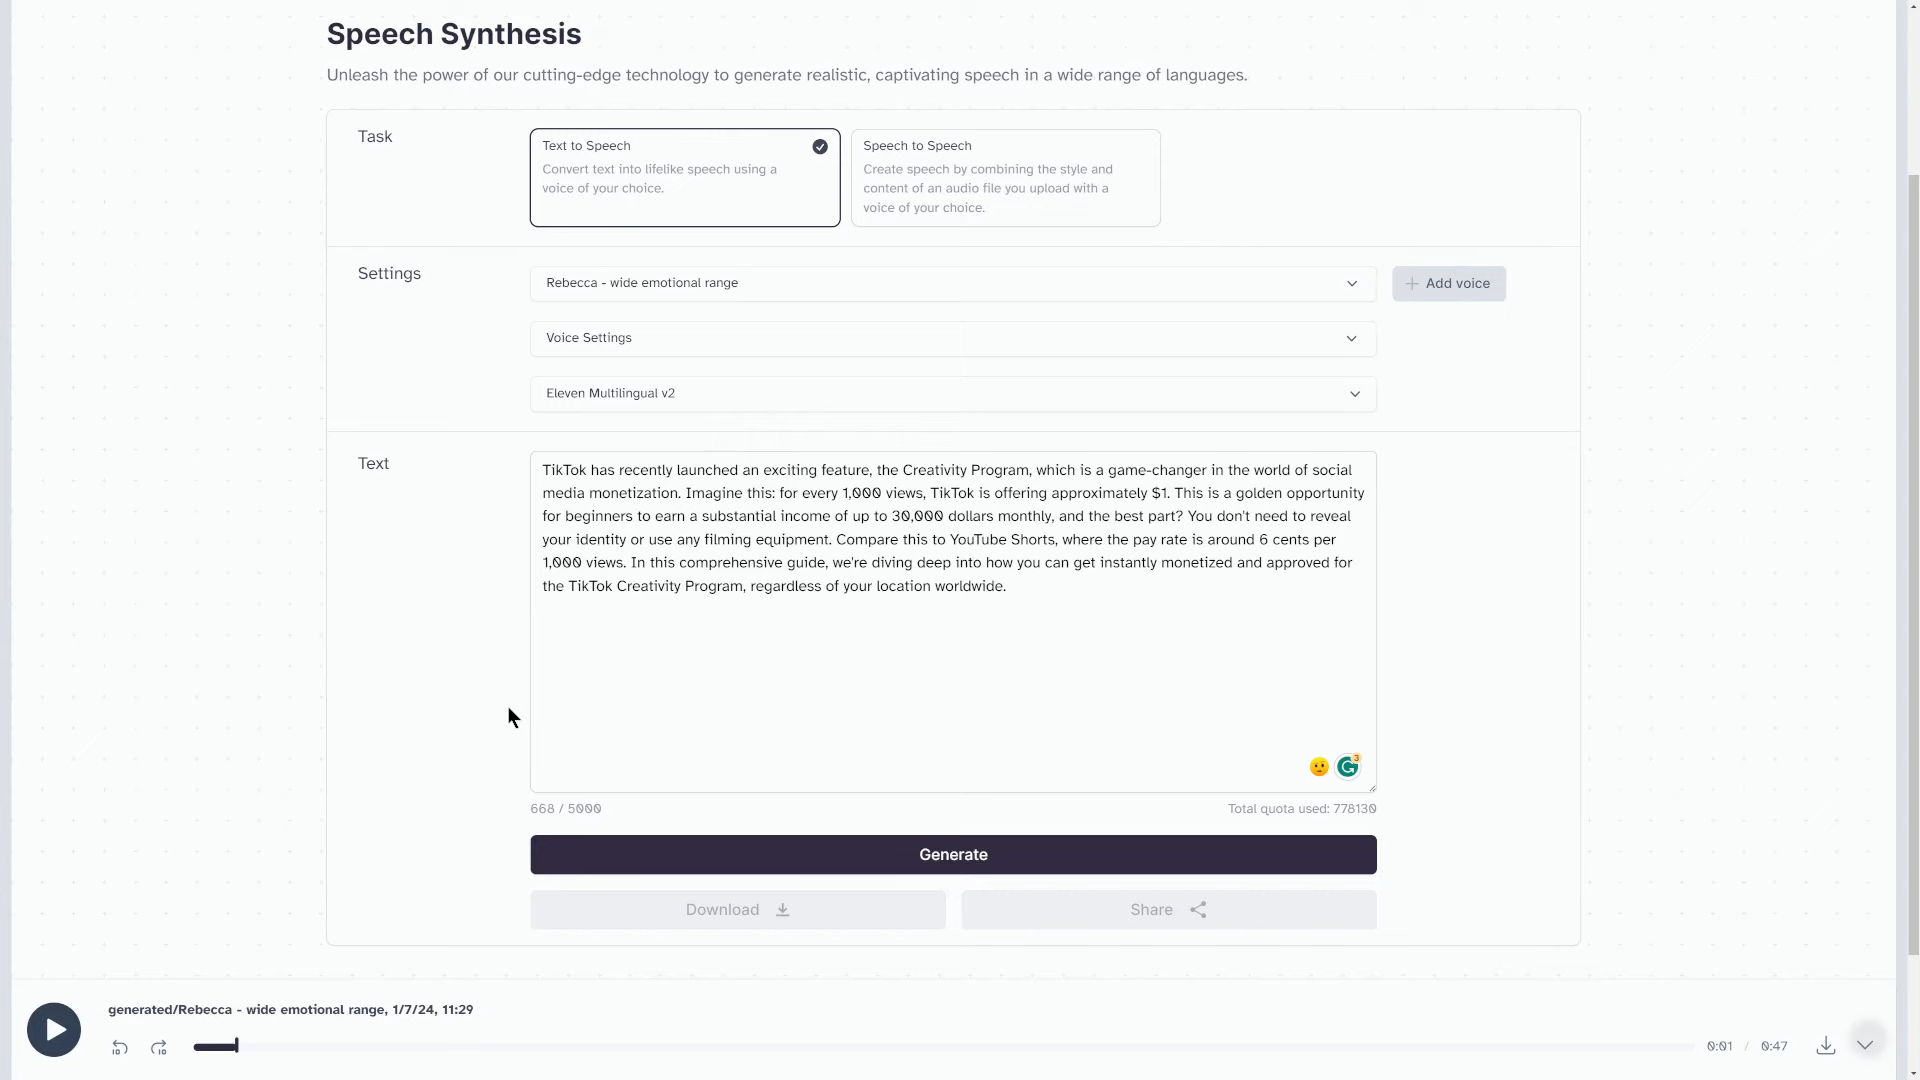 Speech Synthesis
Unleash the power of our cutting-edge technology to generate realistic, captivating speech in a wide range of languages.
Task
Text to Speech
Convert text into lifelike speech using a
voice of your choice.
Speech to Speech
Create speech by combining the style and
content of an audio file you upload with a
voice of your choice.
Settings
Rebecca - wide emotional range
Add voice
Voice Settings
Eleven Multilingual v2
Text
TikTok has recently launched an exciting feature, the Creativity Program, which is a game-changer in the world of social
media monetization. Imagine this: for every 1,000 views, TikTok is offering approximately $1. This is a golden opportunity
for beginners to earn a substantial income of up to 30,000 dollars monthly, and the best part? You don't need to reveal
your identity or use any filming equipment. Compare this to YouTube Shorts, where the pay rate is around 6 cents per
1,000 views. In this comprehensive guide, we're diving deep into how you can get instantly monetized and approved for
the TikTok Creativity Program, regardless of your location worldwide.
3
668 / 5000
Total quota used: 778130
Generate
Download
Share
generated/Rebecca - wide emotional range, 1/7/24, 11:29
10
10
0:01 / 0:47